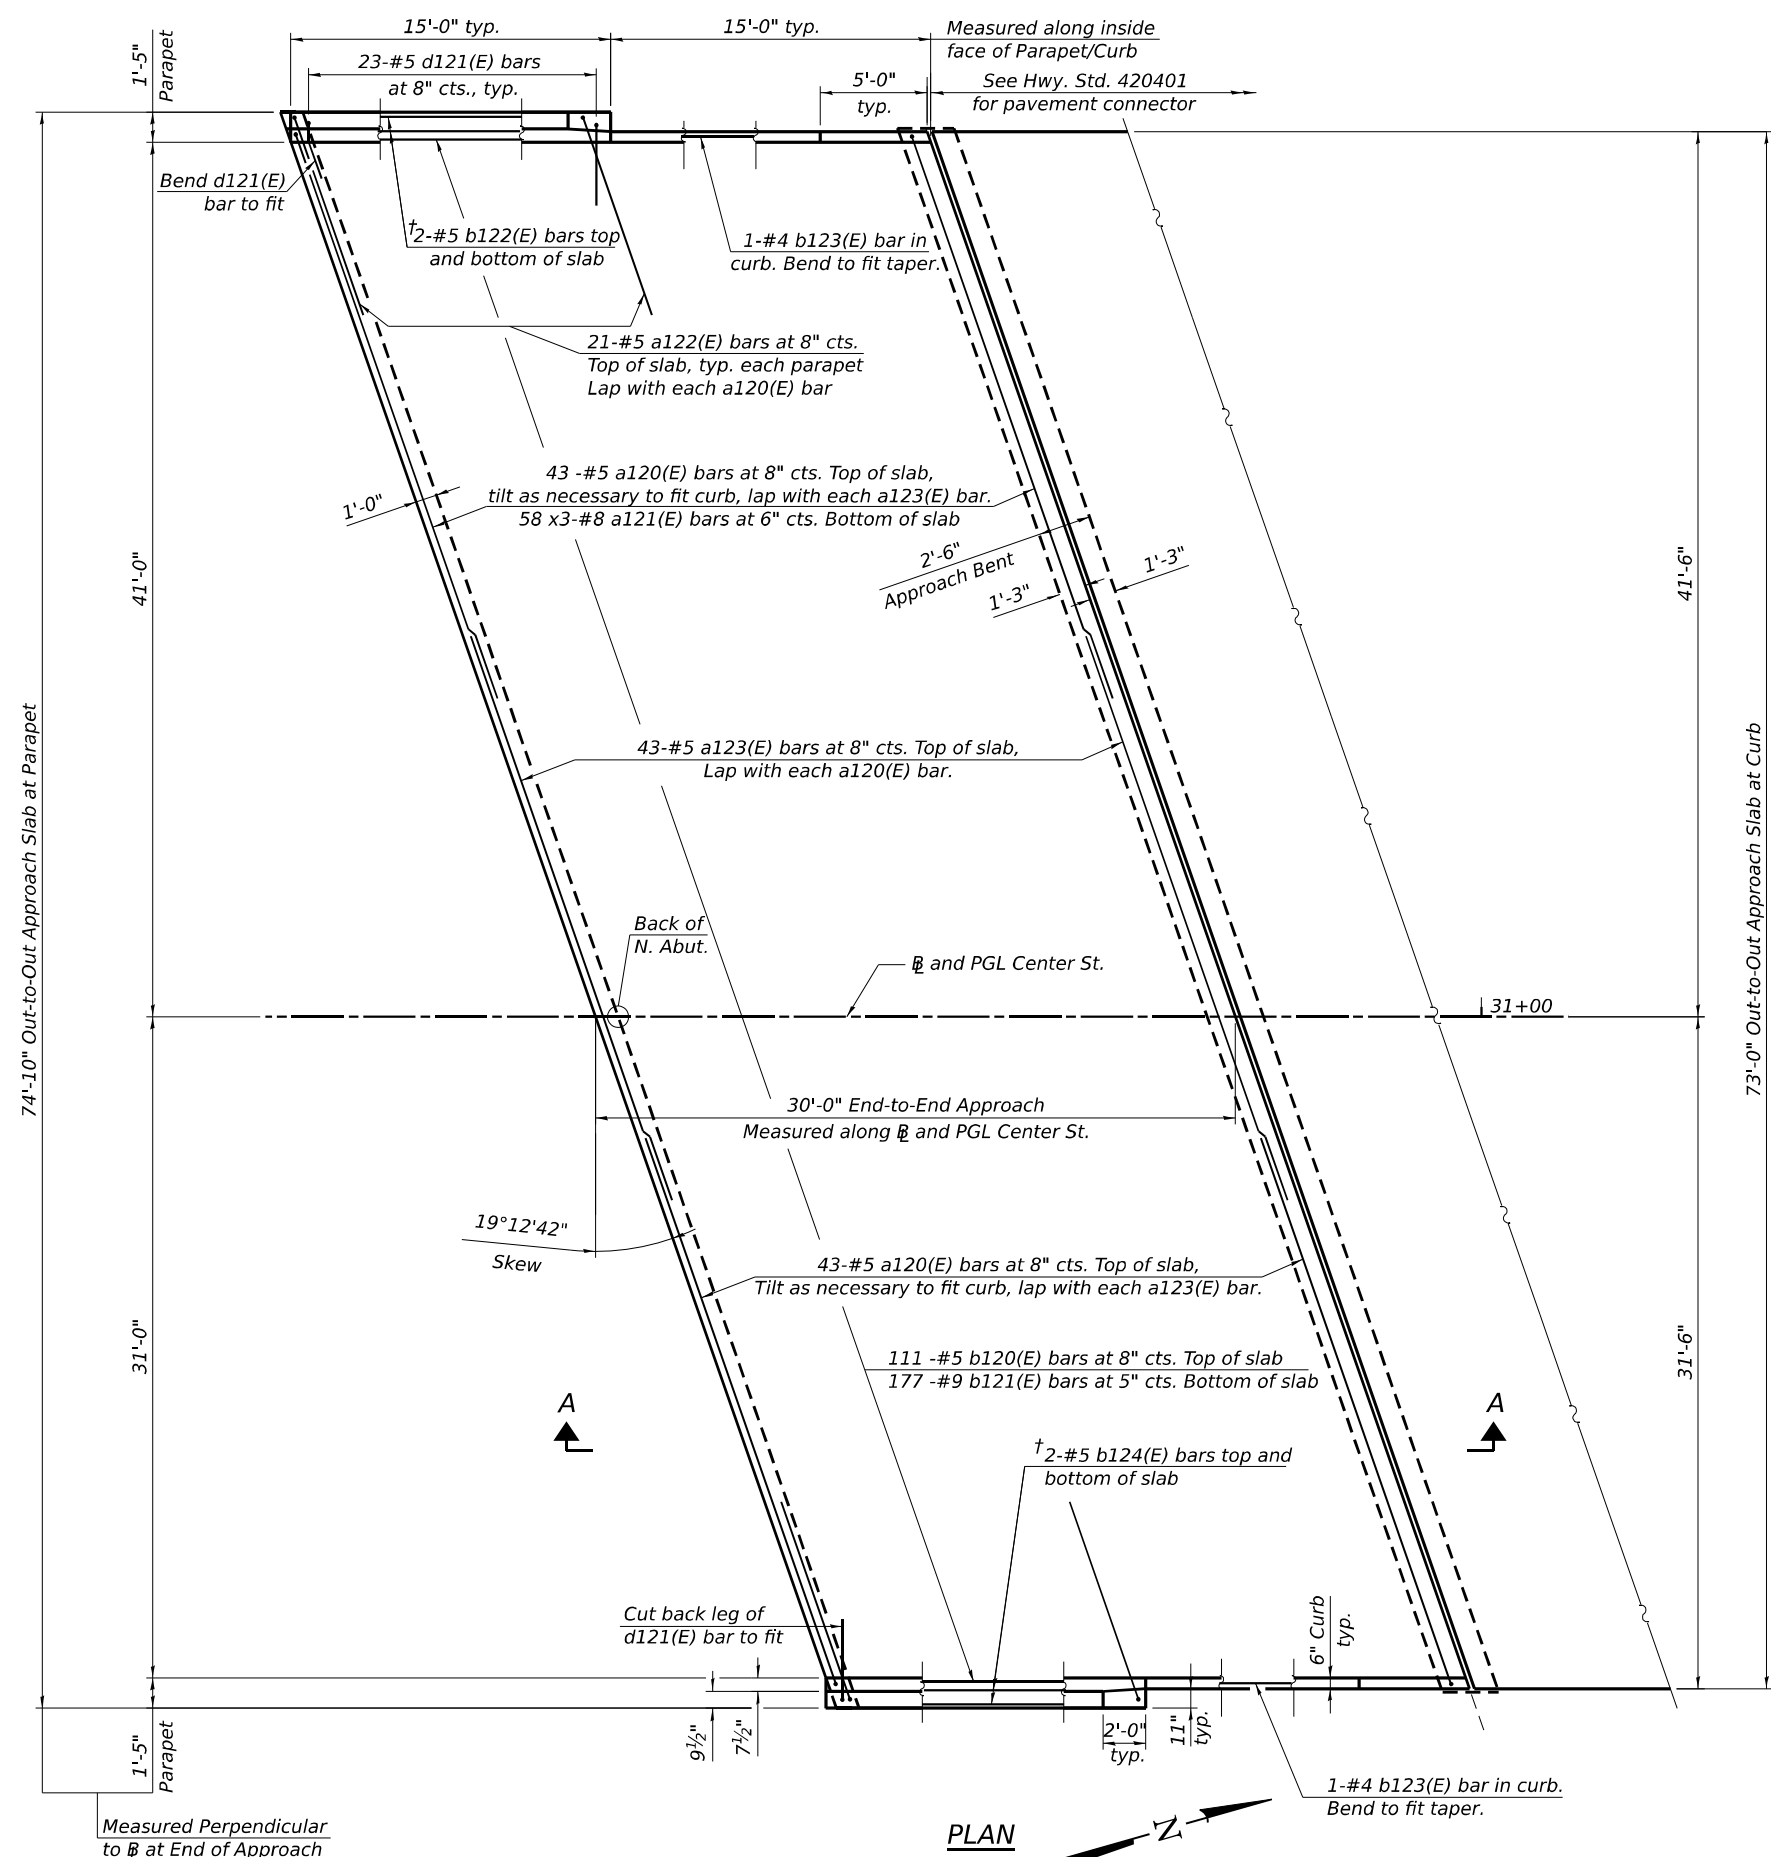 15'-0" typ.
15'-0" typ.
Measured along inside
face of Parapet/Curb
1'-5"
Parapet
23-#5 d121(E) bars
at 8" cts., typ.
5'-0"
typ.
See Hwy. Std. 420401
for pavement connector
Bend d121(E)
bar to fit
†2-#5 b122(E) bars top
and bottom of slab
1-#4 b123(E) bar in
curb. Bend to fit taper.
21-#5 a122(E) bars at 8" cts.
Top of slab, typ. each parapet
Lap with each a120(E) bar
43 -#5 a120(E) bars at 8" cts. Top of slab,
tilt as necessary to fit curb, lap with each a123(E) bar.
58 x3-#8 a121(E) bars at 6" cts. Bottom of slab
1'-0"
2'-6"
Approach Bent
1'-3"
1'-3"
41'-0"
41'-6"
43-#5 a123(E) bars at 8" cts. Top of slab,
Lap with each a120(E) bar.
74'-10" Out-to-Out Approach Slab at Parapet
73'-0" Out-to-Out Approach Slab at Curb
Back of
N. Abut.
℄ and PGL Center St.
31+00
30'-0" End-to-End Approach
Measured along ℄ and PGL Center St.
19°12'42"
Skew
43-#5 a120(E) bars at 8" cts. Top of slab,
Tilt as necessary to fit curb, lap with each a123(E) bar.
31'-0"
31'-6"
111 -#5 b120(E) bars at 8" cts. Top of slab
177 -#9 b121(E) bars at 5" cts. Bottom of slab
A
A
†2-#5 b124(E) bars top and
bottom of slab
Cut back leg of
d121(E) bar to fit
6" Curb
typ.
9½"
7½"
2'-0"
typ.
11"
typ.
1'-5"
Parapet
1-#4 b123(E) bar in curb.
Bend to fit taper.
Measured Perpendicular
to ℄ at End of Approach
PLAN
N